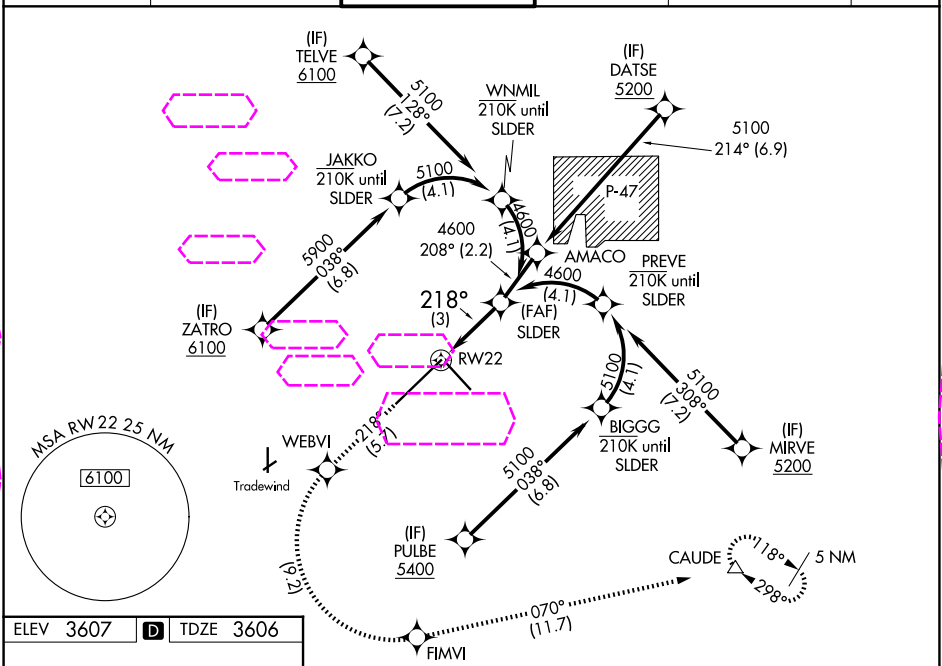 (IF)
TELVE
6100
5100
128°
(7.2)
WNMIL
210K until
SLDER
(IF)
DATSE
5200
5100
214° (6.9)
P-47
JAKKO
210K until
SLDER
5100
(4.1)
4600
(4.1)
4600
208° (2.2)
AMACO
PREVE
210K until
SLDER
4600
(4.1)
5900
038°
(6.8)
(IF)
ZATRO
6100
218°
(3)
(FAF)
SLDER
RW22
5100
(4.1)
5100
308°
(7.2)
BIGGG
210K until
SLDER
(IF)
MIRVE
5200
MSA RW22 25 NM
6100
WEBVI
218°
(5.7)
Tradewind
5100
038°
(6.8)
(IF)
PULBE
5400
(9.2)
CAUDE
118°
298°
5 NM
070°
(11.7)
FIMVI
ELEV 3607 D TDZE 3606